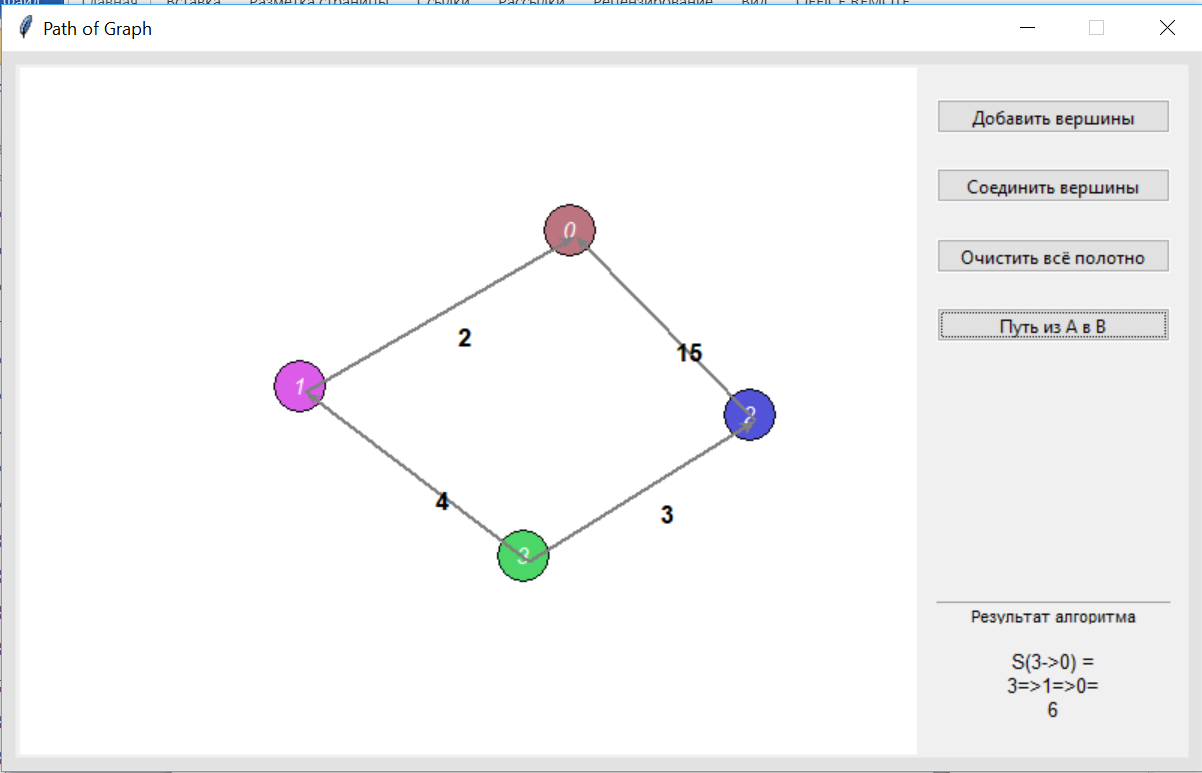 Path of Graph
Добавить вершины
Соединить вершины
Очистить всё полотно
Путь из А в В
0
2
15
1
2
4
3
3
Результат алгоритма
S(3->0) =
3=>1=>0=
6